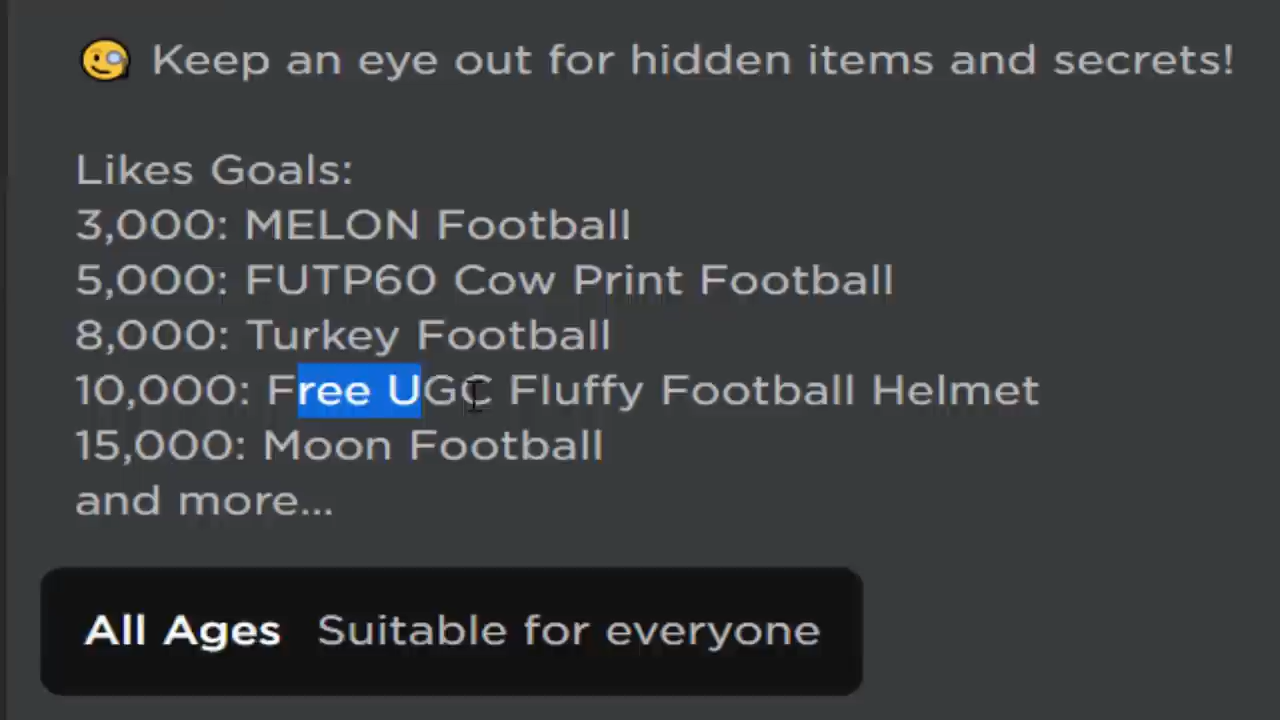 🧐 Keep an eye out for hidden items and secrets!
Likes Goals:
3,000: MELON Football
5,000: FUTP60 Cow Print Football
8,000: Turkey Football
10,000: Free UGC Fluffy Football Helmet
15,000: Moon Football
and more...
All Ages Suitable for everyone